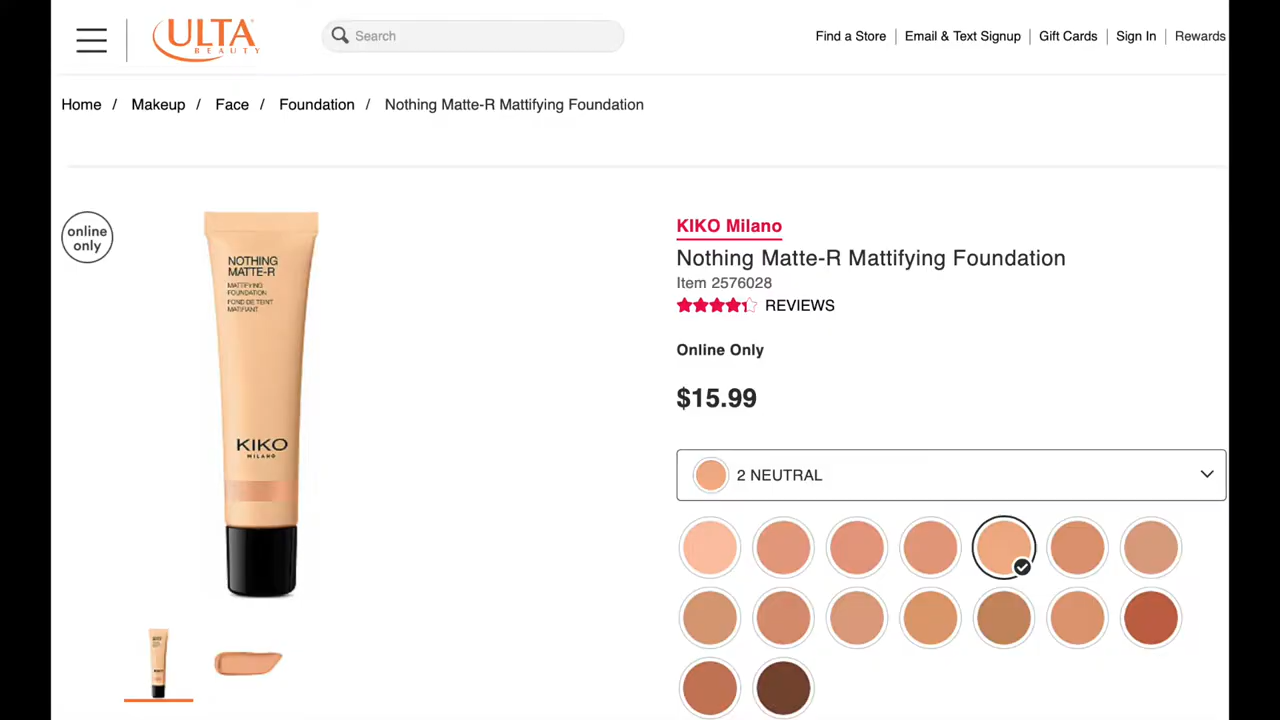 ULTA
BEAUTY
Search
Find a Store
Email & Text Signup
Gift Cards
Sign In
Rewards
Home / Makeup / Face / Foundation / Nothing Matte-R Mattifying Foundation
online
only
NOTHING
MATTE-R
MATTIFYING
FOUNDATION
FOND DE TEINT
MATIFIANT
KIKO
MILANO
KIKO Milano
Nothing Matte-R Mattifying Foundation
Item 2576028
REVIEWS
Online Only
$15.99
2 NEUTRAL